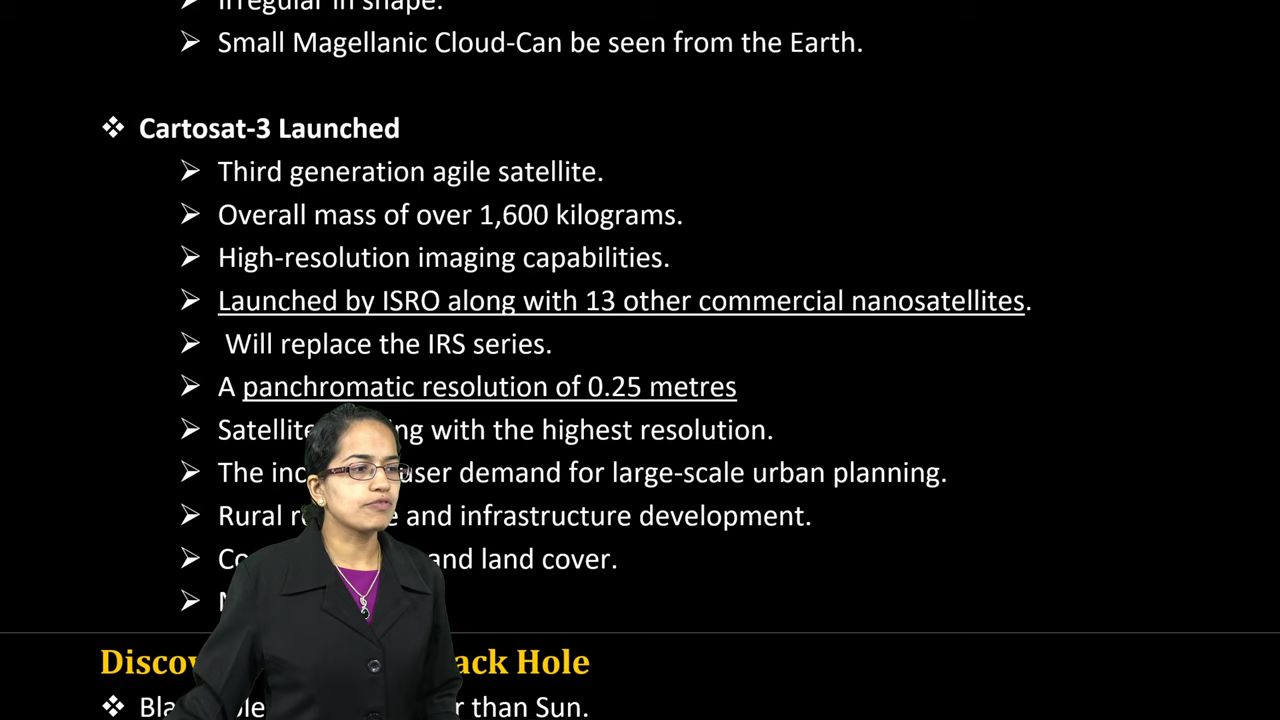 Irregular in shape.
Small Magellanic Cloud-Can be seen from the Earth.
Cartosat-3 Launched
Third generation agile satellite.
Overall mass of over 1,600 kilograms.
High-resolution imaging capabilities.
Launched by ISRO along with 13 other commercial nanosatellites.
Will replace the IRS series.
A panchromatic resolution of 0.25 metres
Satellite with the highest resolution.
The user demand for large-scale urban planning.
Rural and infrastructure development.
and land cover.
Hole
than Sun.